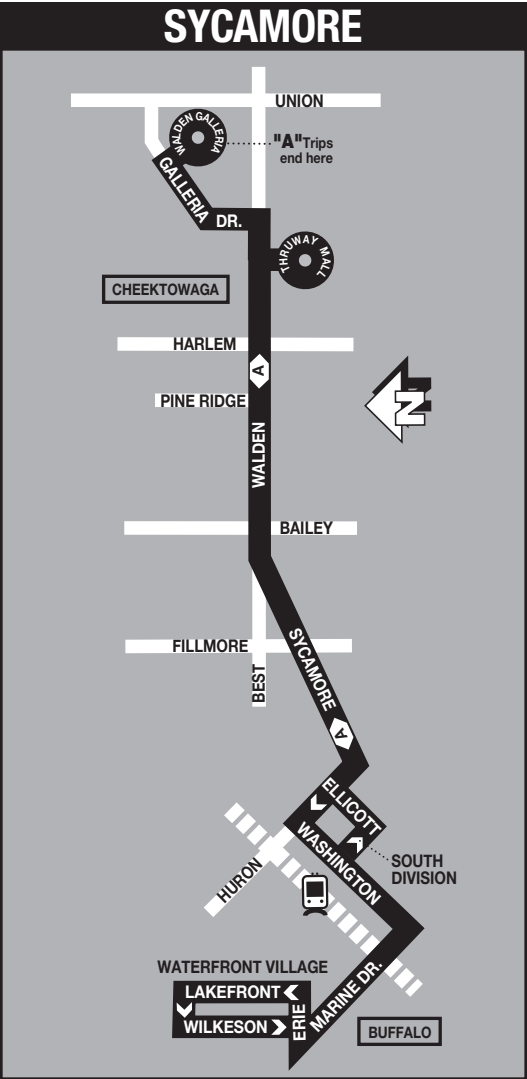 SYCAMORE
UNION
WALDEN GALLERIA
"A" Trips
end here
GALLERIA
DR.
THRUWAY MALL
CHEEKTOWAGA
HARLEM
A
PINE RIDGE
N
WALDEN
BAILEY
FILLMORE
SYCAMORE
BEST
A
ELLICOTT
WASHINGTON
SOUTH
DIVISION
HURON
WATERFRONT VILLAGE
LAKEFRONT
MARINE DR.
ERIE
WILKESON
BUFFALO